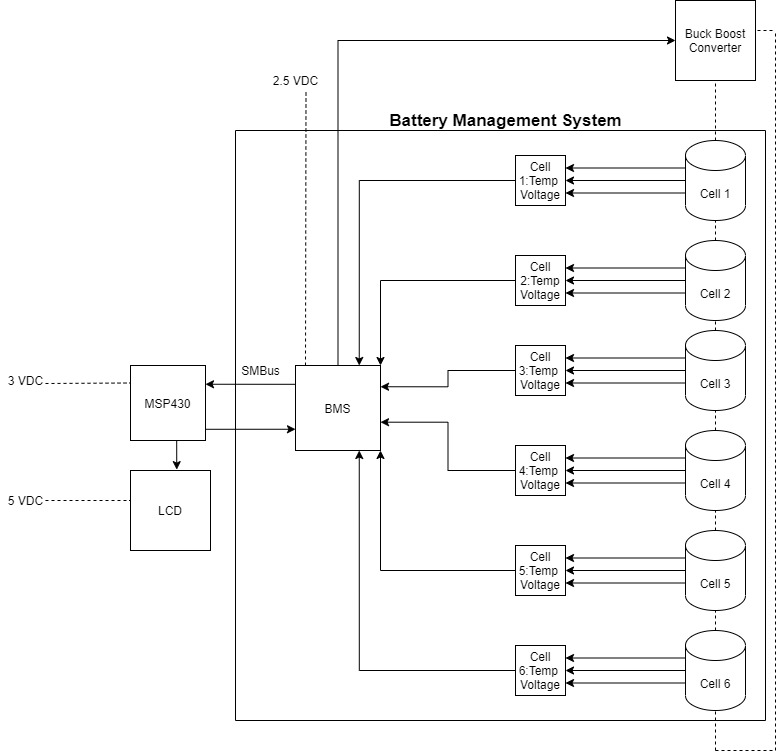 Buck Boost
Converter
2.5 VDC
Battery Management System
Cell
1:Temp
Voltage
Cell 1
Cell
2:Temp
Voltage
Cell 2
Cell
3:Temp
Voltage
Cell 3
SMBus
3 VDC
MSP430
BMS
Cell
4:Temp
Voltage
Cell 4
5 VDC
LCD
Cell
5:Temp
Voltage
Cell 5
Cell
6:Temp
Voltage
Cell 6